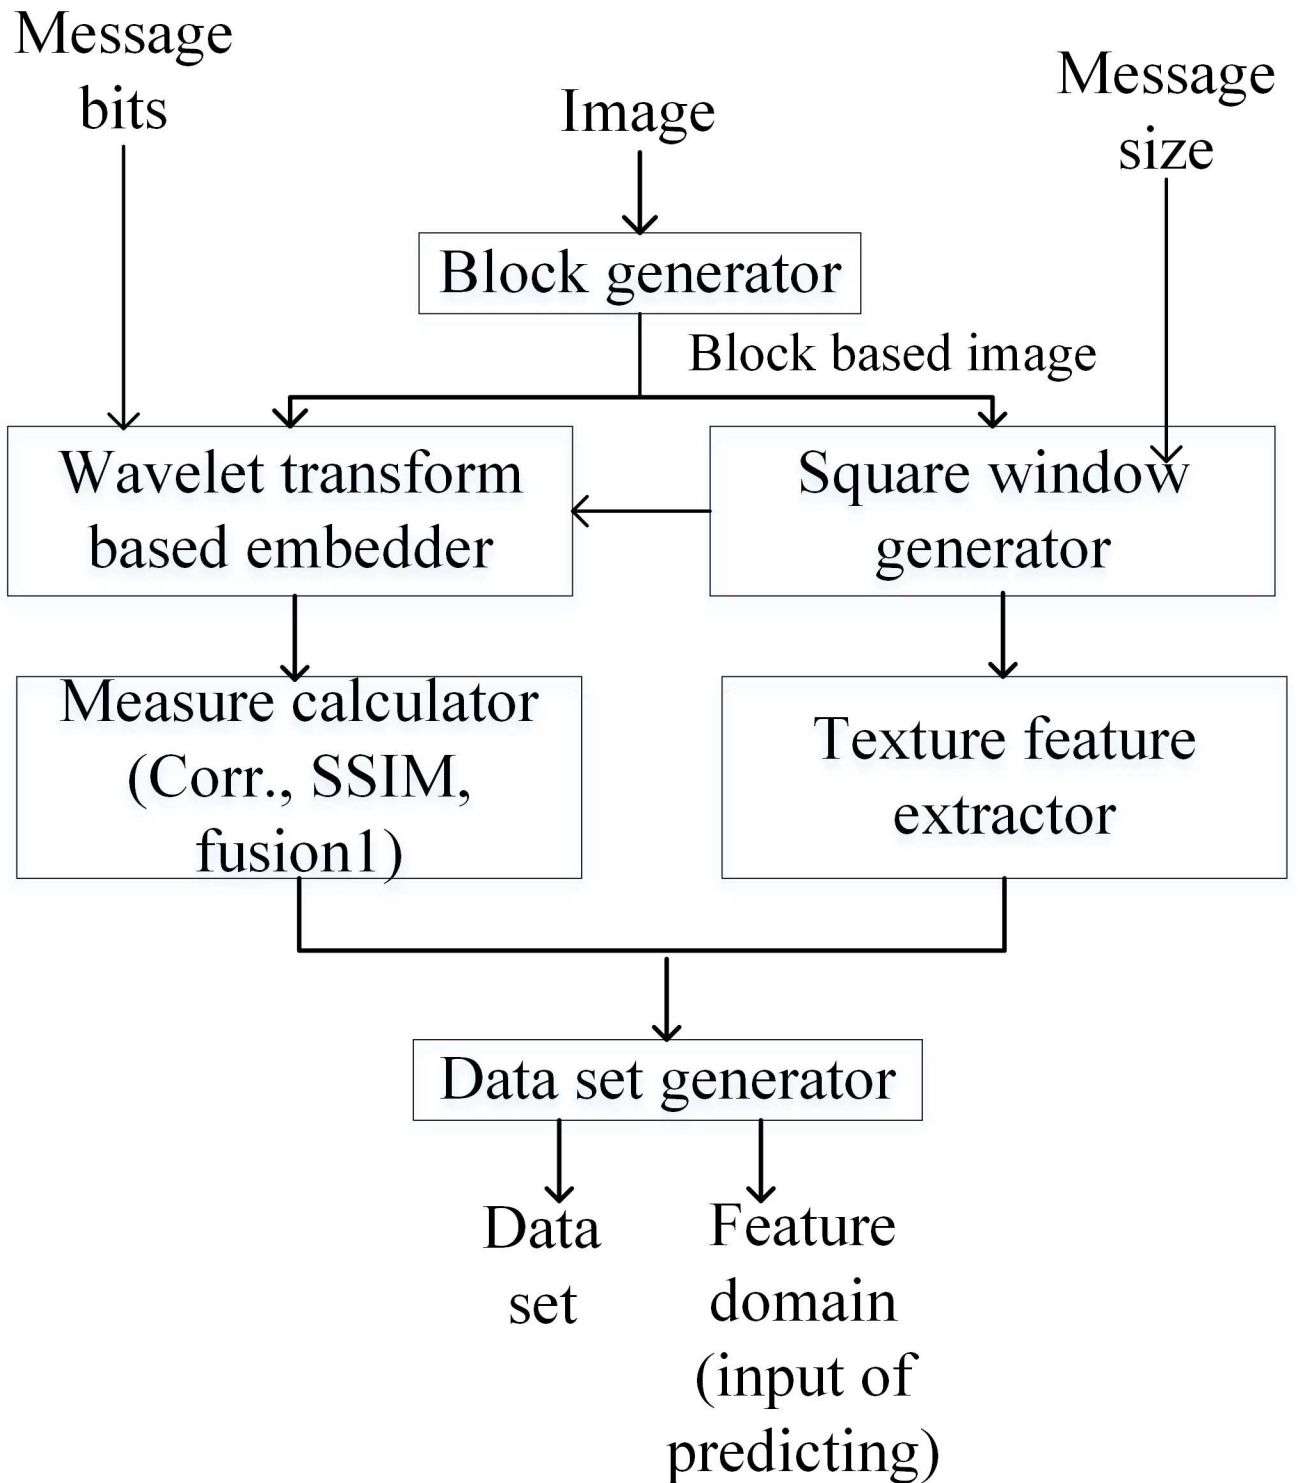 Message
bits
Image
Message
size
Block generator
Block based image
Wavelet transform
based embedder
Square window
generator
Measure calculator
(Corr., SSIM,
fusion1)
Texture feature
extractor
Data set generator
Data
set
Feature
domain
(input of
predicting)